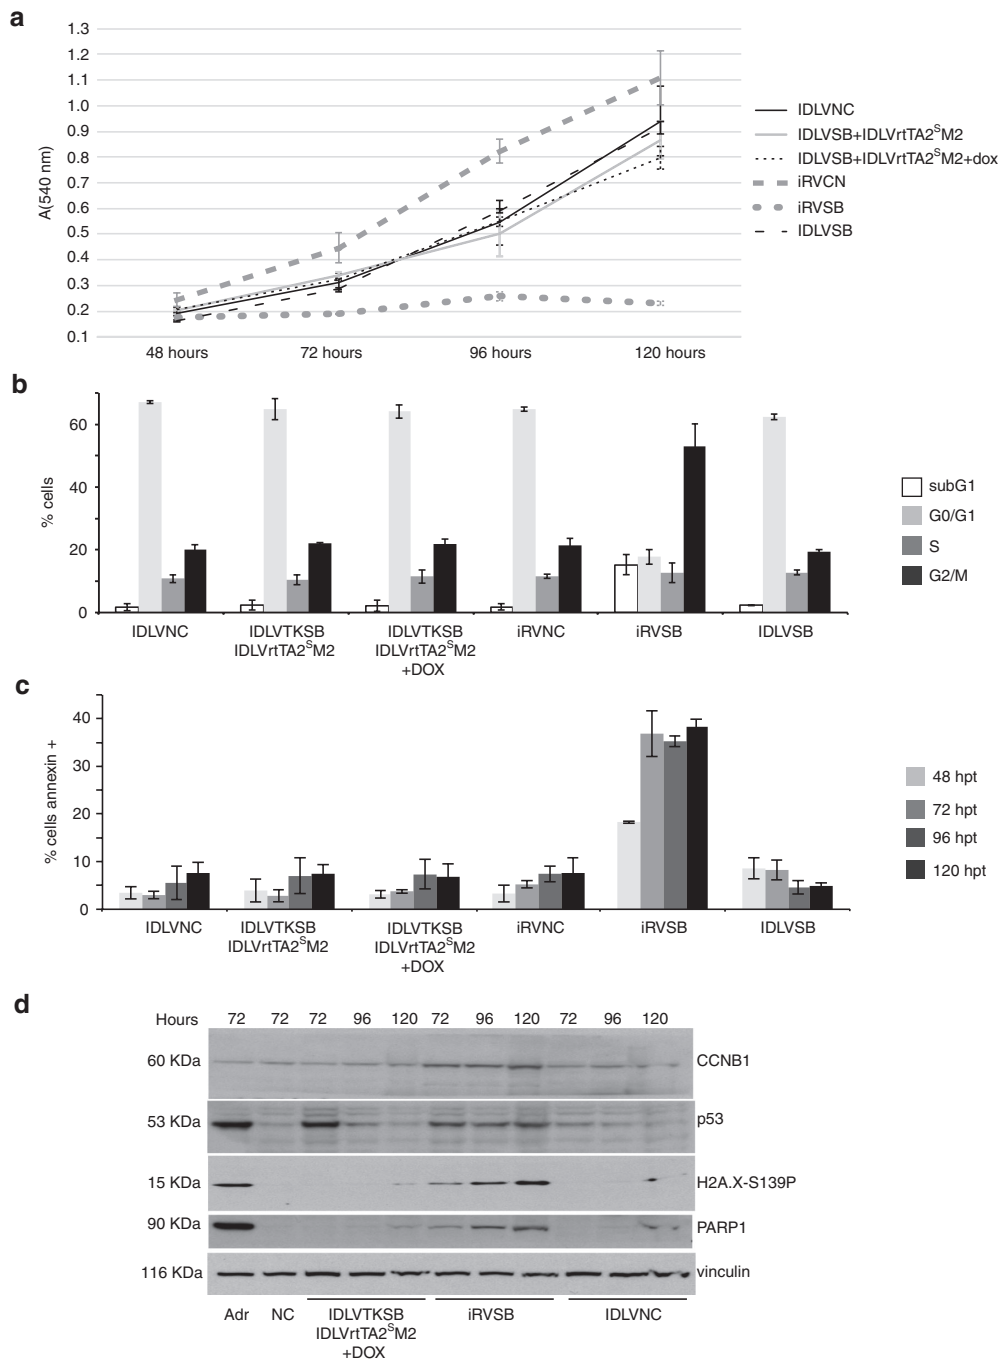 a
1.3
1.2
1.1
1.0
0.9
0.8
0.7
0.6
0.5
0.4
0.3
0.2
0.1
A(540 nm)
48 hours 72 hours 96 hours 120 hours
IDLVNC
IDLVSB+IDLVrtTA2ˢM2
IDLVSB+IDLVrtTA2ˢM2+dox
iRVCN
iRVSB
IDLVSB
b
60
40
20
0
% cells
IDLVNC IDLVTKSB IDLVTKSB iRVNC iRVSB IDLVSB
IDLVrtTA2ˢM2 IDLVrtTA2ˢM2
+DOX
subG1
G0/G1
S
G2/M
c
40
30
20
10
0
% cells annexin +
IDLVNC IDLVTKSB IDLVTKSB iRVNC iRVSB IDLVSB
IDLVrtTA2ˢM2 IDLVrtTA2ˢM2
+DOX
48 hpt
72 hpt
96 hpt
120 hpt
d
Hours 72 72 72 96 120 72 96 120 72 96 120
60 KDa CCNB1
53 KDa p53
15 KDa H2A.X-S139P
90 KDa PARP1
116 KDa vinculin
Adr NC IDLVTKSB iRVSB IDLVNC
IDLVrtTA2ˢM2
+DOX